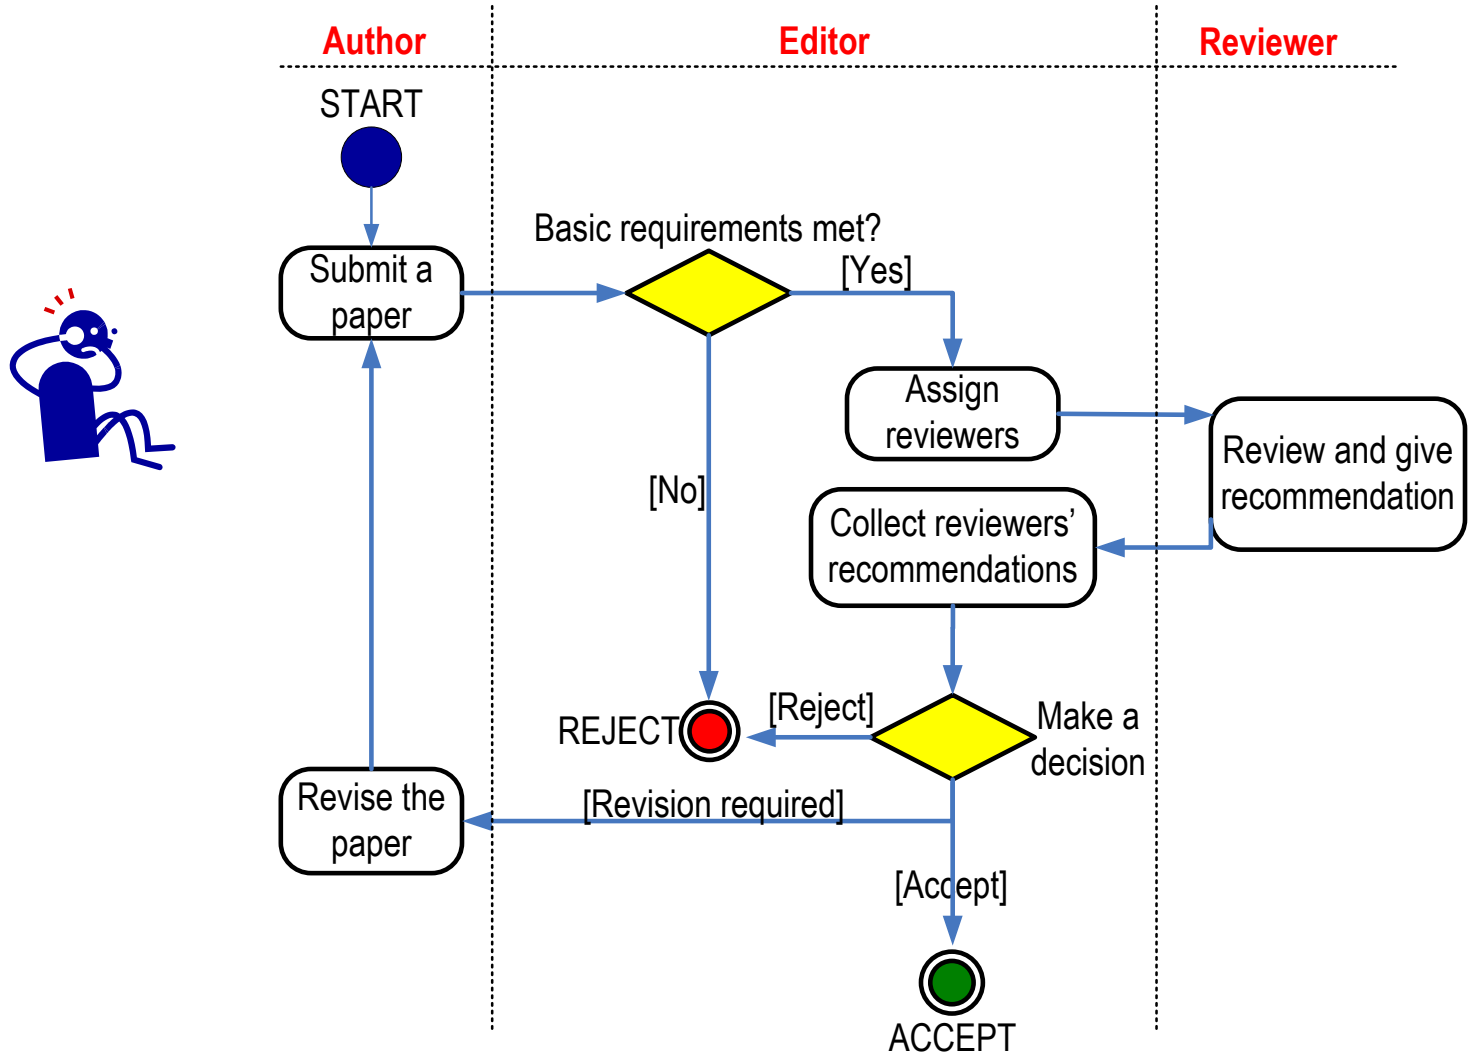 Author
Editor
Reviewer
START
Basic requirements met?
[Yes]
Submit a
paper
Assign
reviewers
Review and give
recommendation
[No]
Collect reviewers’
recommendations
[Reject]
Make a
decision
REJECT
Revise the
paper
[Revision required]
[Accept]
ACCEPT